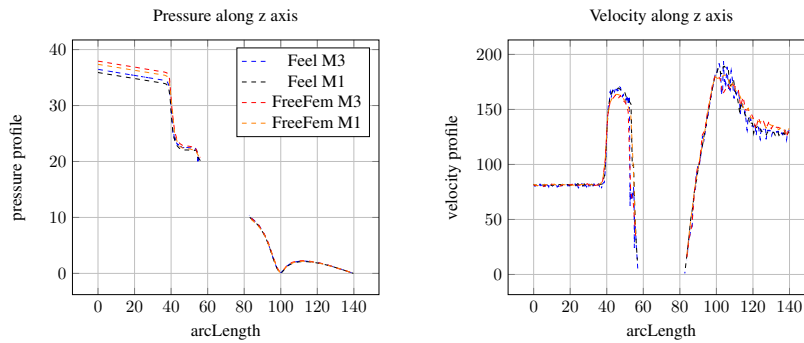 Pressure along z axis
pressure profile
40
30
20
10
0
0 20 40 60 80 100 120 140
arcLength
Feel M3
Feel M1
FreeFem M3
FreeFem M1
Velocity along z axis
velocity profile
200
150
100
50
0
0 20 40 60 80 100 120 140
arcLength